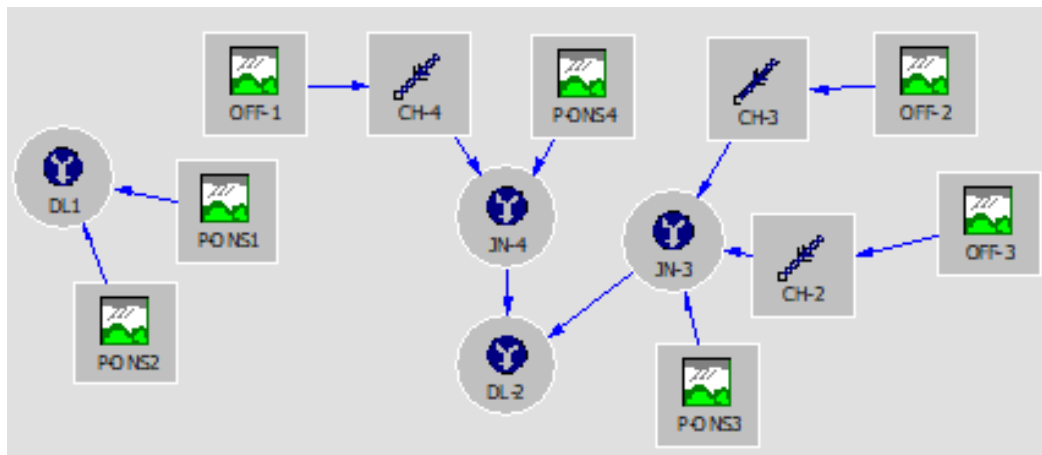 OFF-1
CH-4
P-ONS4
CH-3
OFF-2
DL1
P-ONS1
JN-4
JN-3
CH-2
OFF-3
P-ONS2
DL-2
P-ONS3